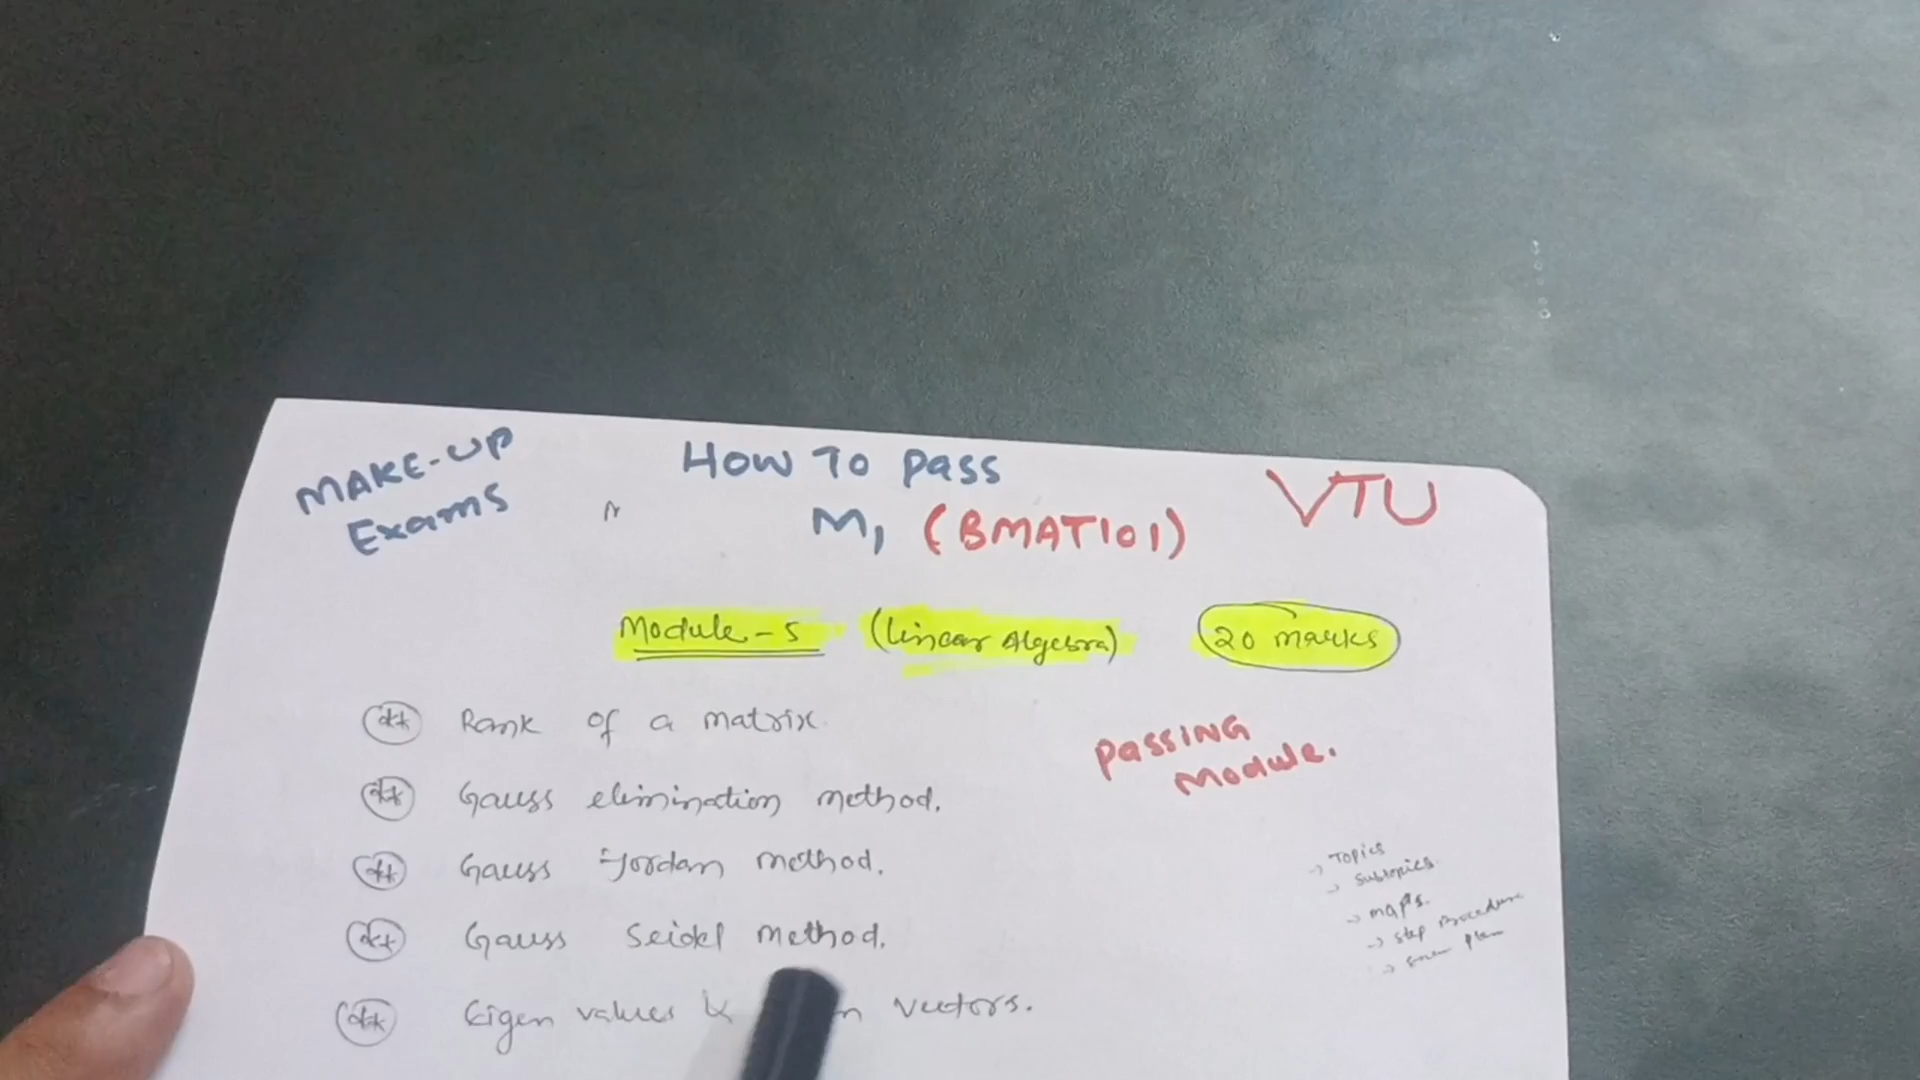 MAKE-UP
Exams
HOW TO pass
M1 (BMAT101)
VTU
Module-5 (Linear Algebra) 20 marks
** Rank of a matrix.
** Gauss elimination method.
** Gauss Jordan method.
** Gauss Seidel method.
** Eigen values & vectors.
PASSING
Module.
→ Topics
→ Subtopics
→ step Procedure